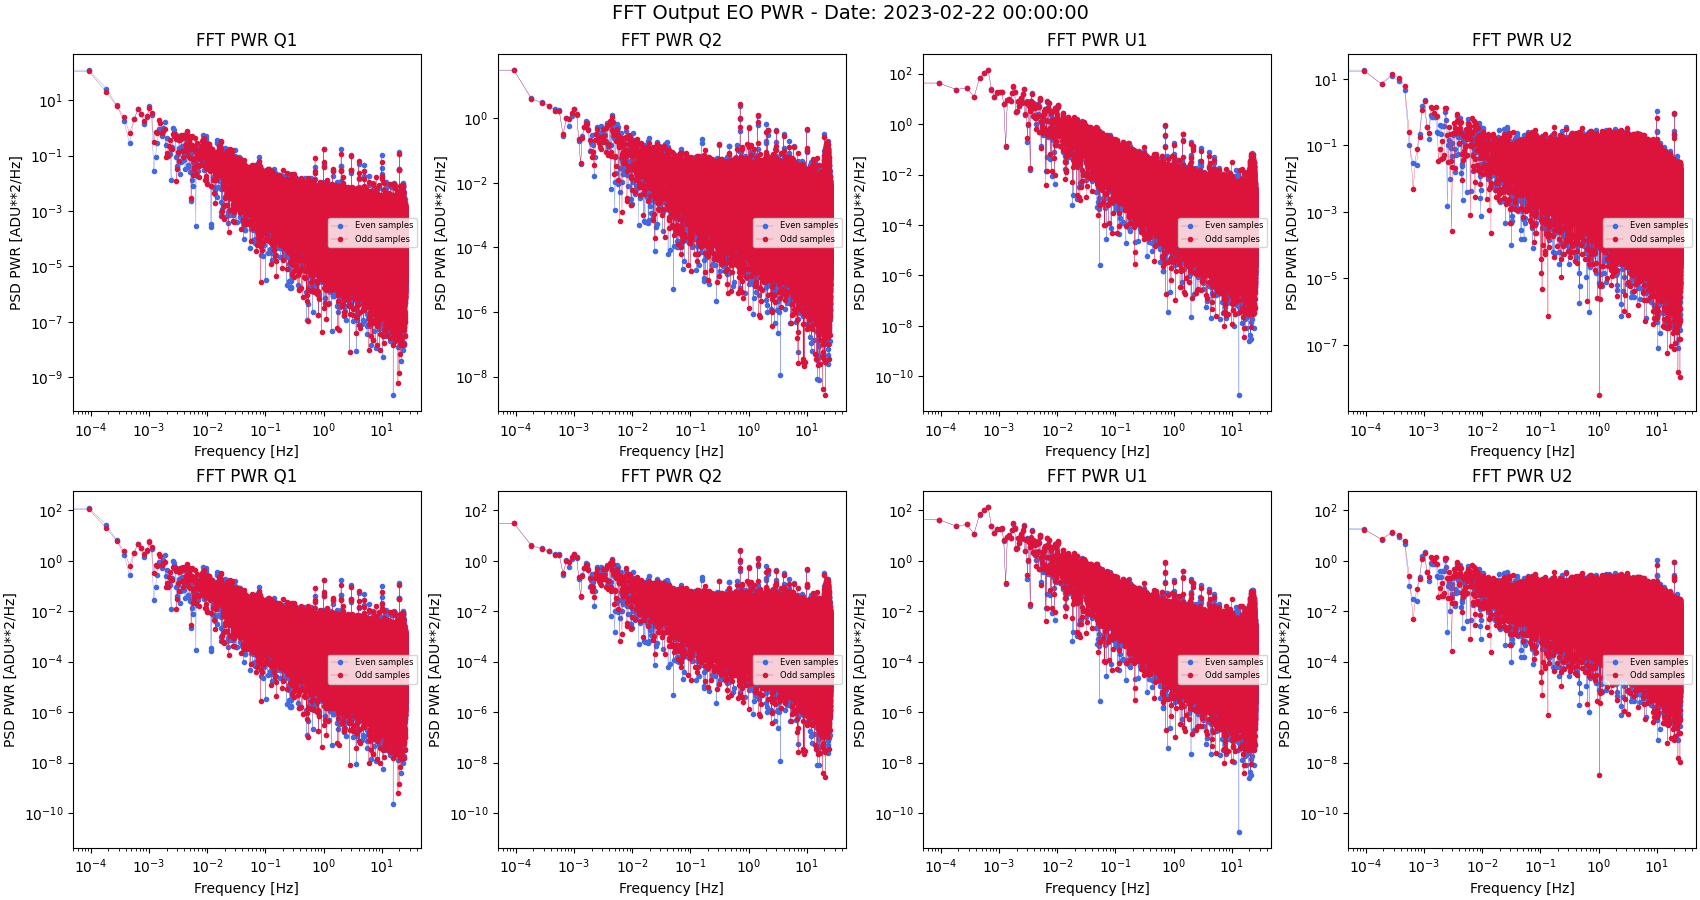 FFT Output EO PWR - Date: 2023-02-22 00:00:00
FFT PWR Q1
PSD PWR [ADU**2/Hz]
10^1
10^-1
10^-3
10^-5
10^-7
10^-9
Even samples
Odd samples
10^-4 10^-3 10^-2 10^-1 10^0 10^1
Frequency [Hz]
FFT PWR Q2
PSD PWR [ADU**2/Hz]
10^0
10^-2
10^-4
10^-6
10^-8
Even samples
Odd samples
10^-4 10^-3 10^-2 10^-1 10^0 10^1
Frequency [Hz]
FFT PWR U1
PSD PWR [ADU**2/Hz]
10^2
10^0
10^-2
10^-4
10^-6
10^-8
10^-10
Even samples
Odd samples
10^-4 10^-3 10^-2 10^-1 10^0 10^1
Frequency [Hz]
FFT PWR U2
PSD PWR [ADU**2/Hz]
10^1
10^-1
10^-3
10^-5
10^-7
Even samples
Odd samples
10^-4 10^-3 10^-2 10^-1 10^0 10^1
Frequency [Hz]
FFT PWR Q1
PSD PWR [ADU**2/Hz]
10^2
10^0
10^-2
10^-4
10^-6
10^-8
10^-10
Even samples
Odd samples
10^-4 10^-3 10^-2 10^-1 10^0 10^1
Frequency [Hz]
FFT PWR Q2
PSD PWR [ADU**2/Hz]
10^2
10^0
10^-2
10^-4
10^-6
10^-8
10^-10
Even samples
Odd samples
10^-4 10^-3 10^-2 10^-1 10^0 10^1
Frequency [Hz]
FFT PWR U1
PSD PWR [ADU**2/Hz]
10^2
10^0
10^-2
10^-4
10^-6
10^-8
10^-10
Even samples
Odd samples
10^-4 10^-3 10^-2 10^-1 10^0 10^1
Frequency [Hz]
FFT PWR U2
PSD PWR [ADU**2/Hz]
10^2
10^0
10^-2
10^-4
10^-6
10^-8
10^-10
Even samples
Odd samples
10^-4 10^-3 10^-2 10^-1 10^0 10^1
Frequency [Hz]